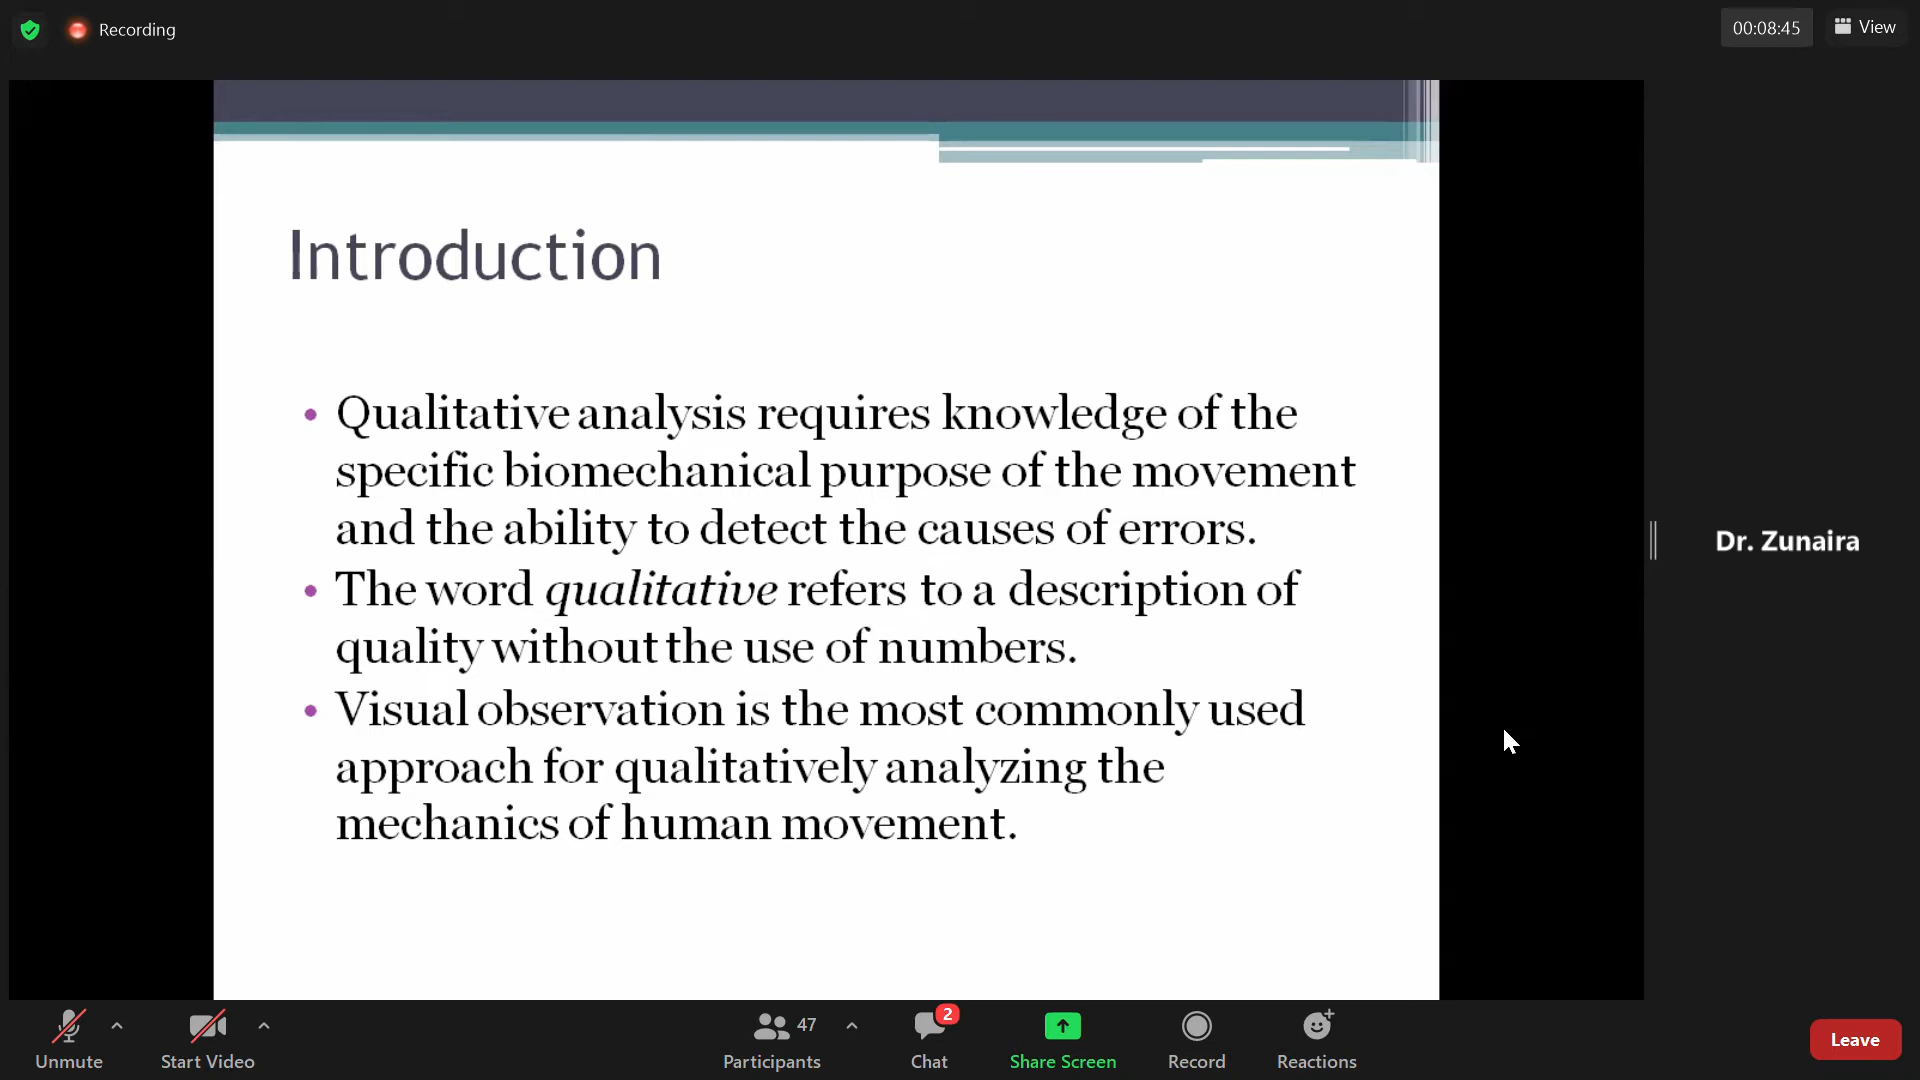 Recording
00:08:45
View
Introduction
• Qualitative analysis requires knowledge of the
specific biomechanical purpose of the movement
and the ability to detect the causes of errors.
• The word qualitative refers to a description of
quality without the use of numbers.
• Visual observation is the most commonly used
approach for qualitatively analyzing the
mechanics of human movement.
Dr. Zunaira
Unmute
Start Video
47
Participants
2
Chat
Share Screen
Record
Reactions
Leave